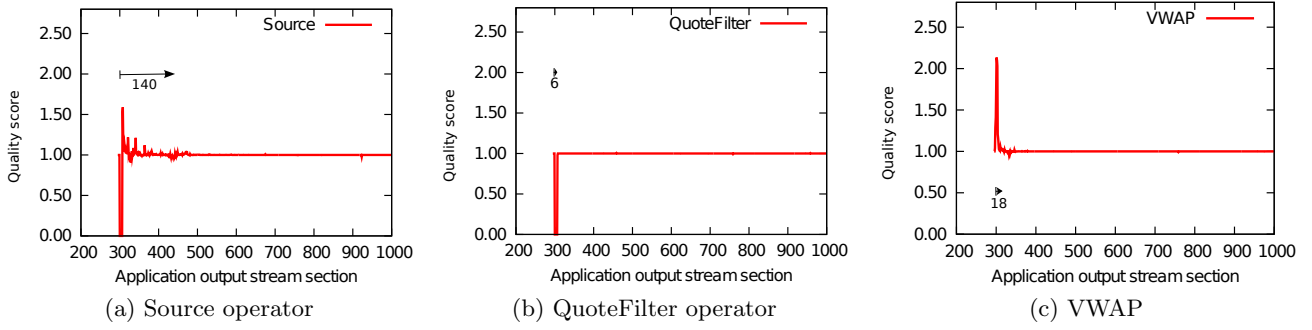 2.50
2.00
1.50
1.00
0.50
0.00
Quality score
Source
140
200 300 400 500 600 700 800 900 1000
Application output stream section
(a) Source operator
2.50
2.00
1.50
1.00
0.50
0.00
Quality score
QuoteFilter
6
200 300 400 500 600 700 800 900 1000
Application output stream section
(b) QuoteFilter operator
2.50
2.00
1.50
1.00
0.50
0.00
Quality score
VWAP
18
200 300 400 500 600 700 800 900 1000
Application output stream section
(c) VWAP